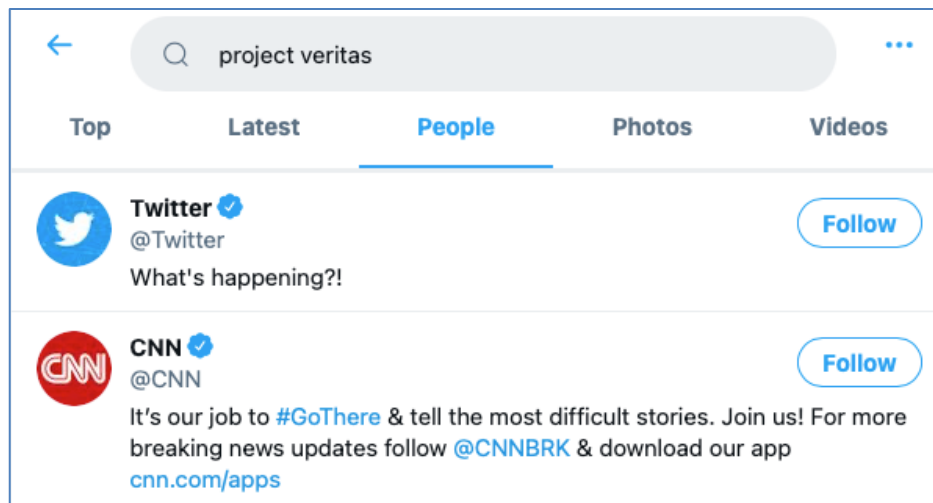 project veritas
Top Latest People Photos Videos
Twitter
@Twitter
Follow
What's happening?!
CNN
CNN
@CNN
Follow
It's our job to #GoThere & tell the most difficult stories. Join us! For more
breaking news updates follow @CNNBRK & download our app
cnn.com/apps